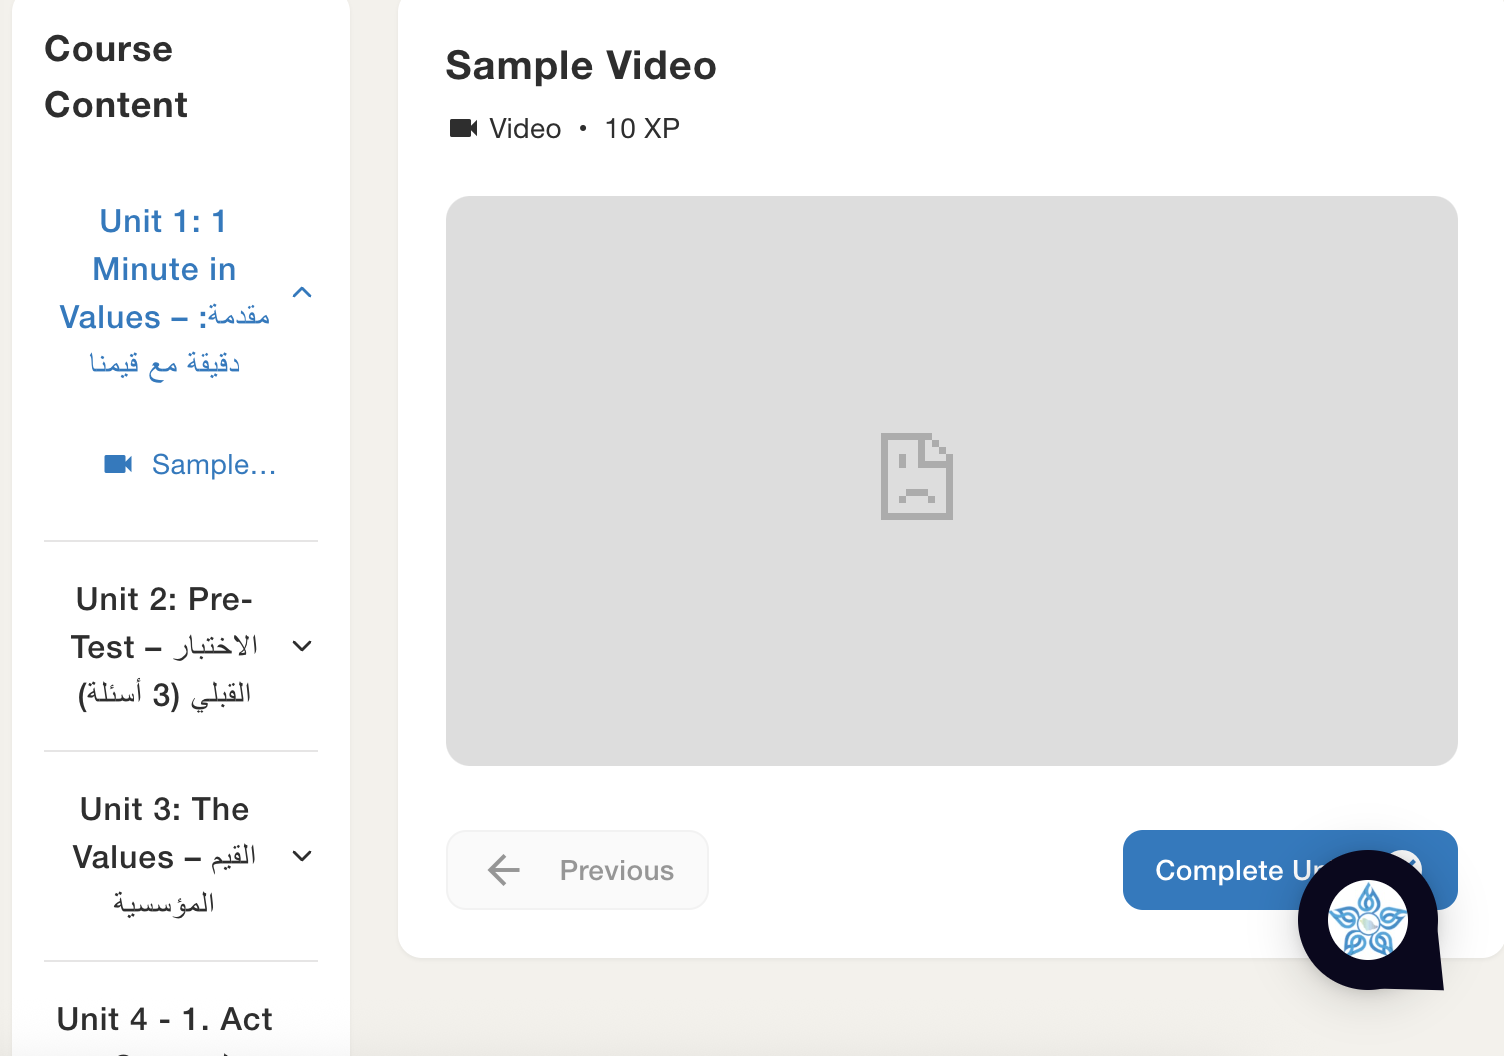 Course
Content
Unit 1: 1
Minute in
Values – مقدمة:
دقيقة مع قيمنا
Sample...
Unit 2: Pre-
Test – الاختبار
القبلي (3 أسئلة)
Unit 3: The
Values – القيم
المؤسسية
Unit 4 - 1. Act
Sample Video
Video • 10 XP
Previous
Complete